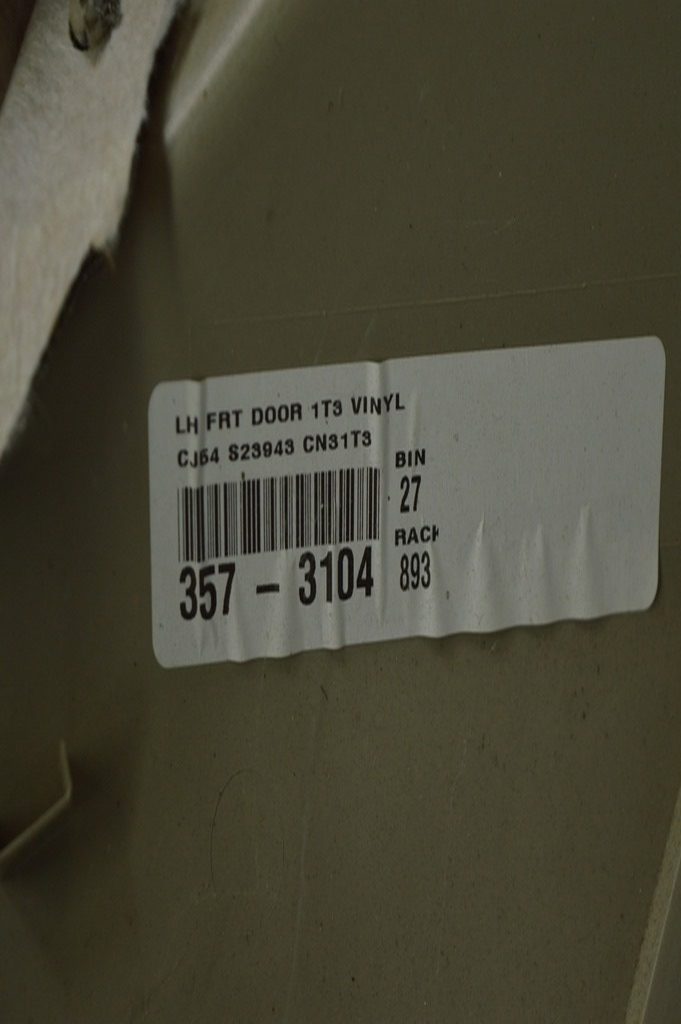 LH FRT DOOR 1T3 VINYL
CJ54 S23943 CN31T3
BIN
27
RACK
893
357 - 3104